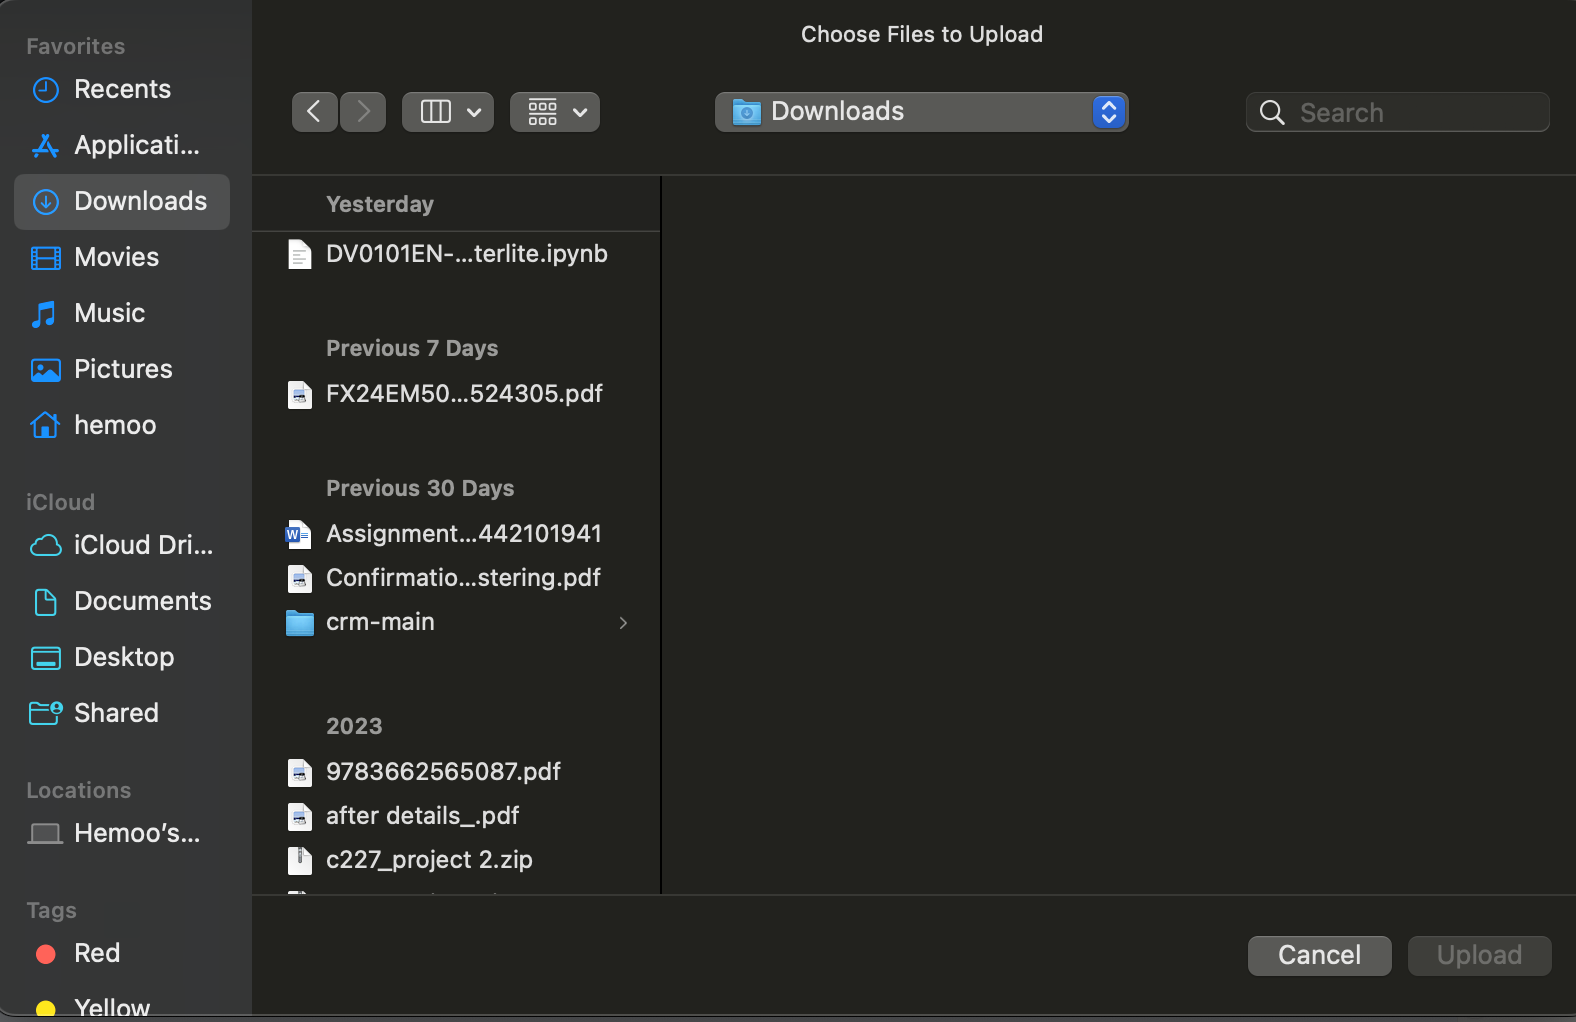 Favorites
Recents
Applicati...
Downloads
Movies
Music
Pictures
hemoo
iCloud
iCloud Dri...
Documents
Desktop
Shared
Locations
Hemoo's...
Tags
Red
Yellow
Choose Files to Upload
Downloads
Search
Yesterday
DV0101EN-...terlite.ipynb
Previous 7 Days
FX24EM50...524305.pdf
Previous 30 Days
Assignment...442101941
Confirmatio...stering.pdf
crm-main
2023
9783662565087.pdf
after details_.pdf
c227_project 2.zip
Cancel
Upload